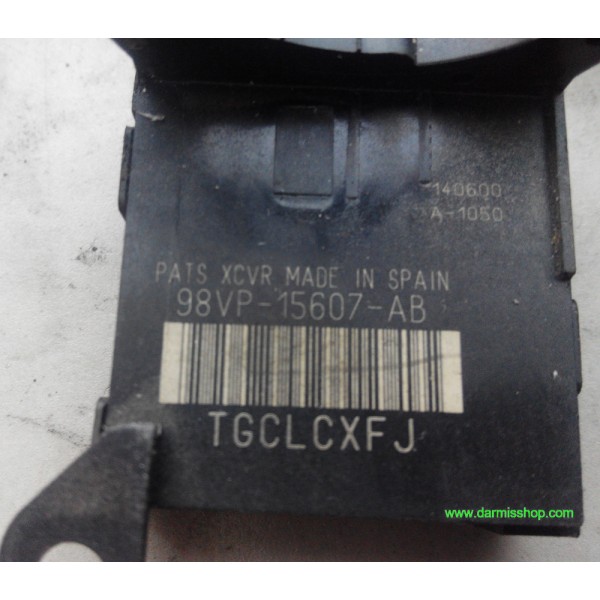 140600
A-1050
PATS XCVR MADE IN SPAIN
98VP-15607-AB
TGCLCXFJ
www.darmisshop.com